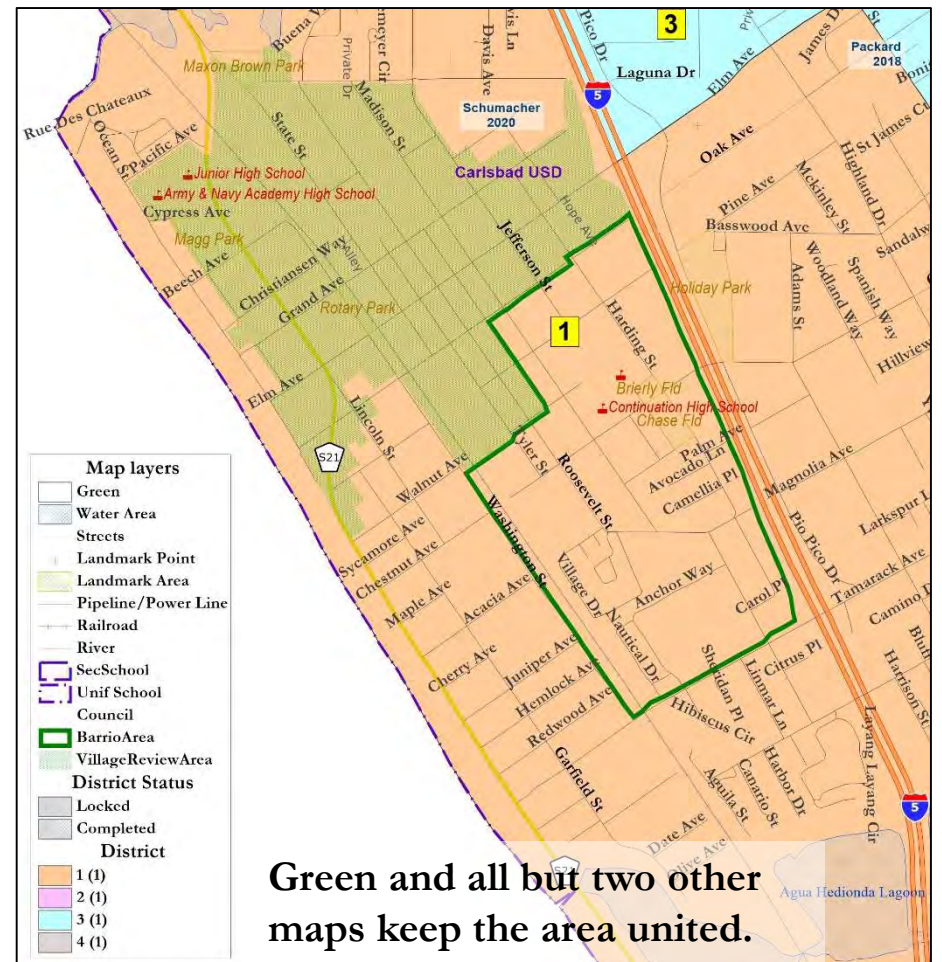 Buena V
Maxon Brown Park
Private Dr
emeyer Cir
Davis Ave
vis Ln
Pico Dr
3
Laguna Dr
Elm Ave
James Dr
St
Packard
2018
5
Schumacher
2020
Rue Des Chateaux
Ocean St
Pacific Ave
State St
Madison St
Oak Ave
Junior High School
Army & Navy Academy High School
Carlsbad USD
Cypress Ave
Magg Park
Beech Ave
Christiansen Way
Alley
Grand Ave
Rotary Park
Jefferson St
Hope Ave
Pine Ave
Mckinley St
Highland Dr
St James
Basswood Ave
Adams St
Woodland Way
Spanish Way
Hillview
Holiday Park
1
Harding St
Brierly Fld
Continuation High School
Chase Fld
Elm Ave
Lincoln St
S21
Walnut Ave
Tyler St
Roosevelt St
Palm Ave
Avocado Ln
Camellia Pl
Magnolia Ave
Larkspur
Sycamore Ave
Chestnut Ave
Washington St
Maple Ave
Acacia Ave
Village Dr
Anchor Way
Carol Pl
Pio Pico Dr
Tamarack Ave
Camino D
Cherry Ave
Juniper Ave
Nautical Dr
Hemlock Ave
Redwood Ave
Sheridan Pl
Linmar Ln
Citrus Pl
Harrison St
Hibiscus Cir
Garfield St
Aguila St
Canario St
Harbor Dr
Layang Layang Cir
5
Date Ave
Olive Ave
Agua Hedionda Lagoon
Map layers
Green
Water Area
Streets
Landmark Point
Landmark Area
Pipeline/Power Line
Railroad
River
SecSchool
Unif School
Council
BarrioArea
VillageReviewArea
District Status
Locked
Completed
District
1 (1)
2 (1)
3 (1)
4 (1)
Green and all but two other
maps keep the area united.